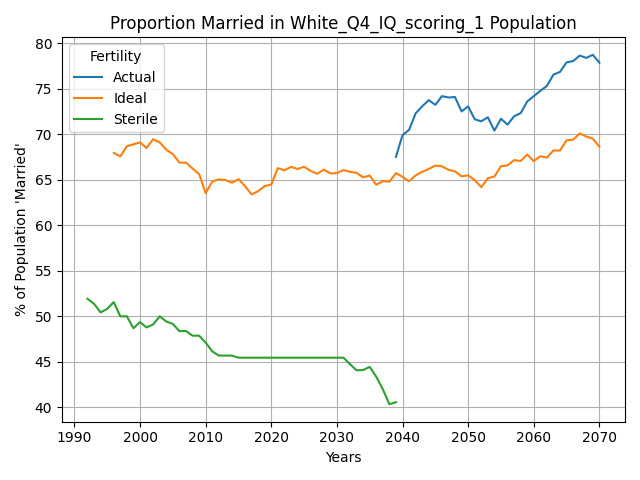 Proportion Married in White_Q4_IQ_scoring_1 Population
% of Population 'Married'
80
75
70
65
60
55
50
45
40
Fertility
Actual
Ideal
Sterile
1990 2000 2010 2020 2030 2040 2050 2060 2070
Years